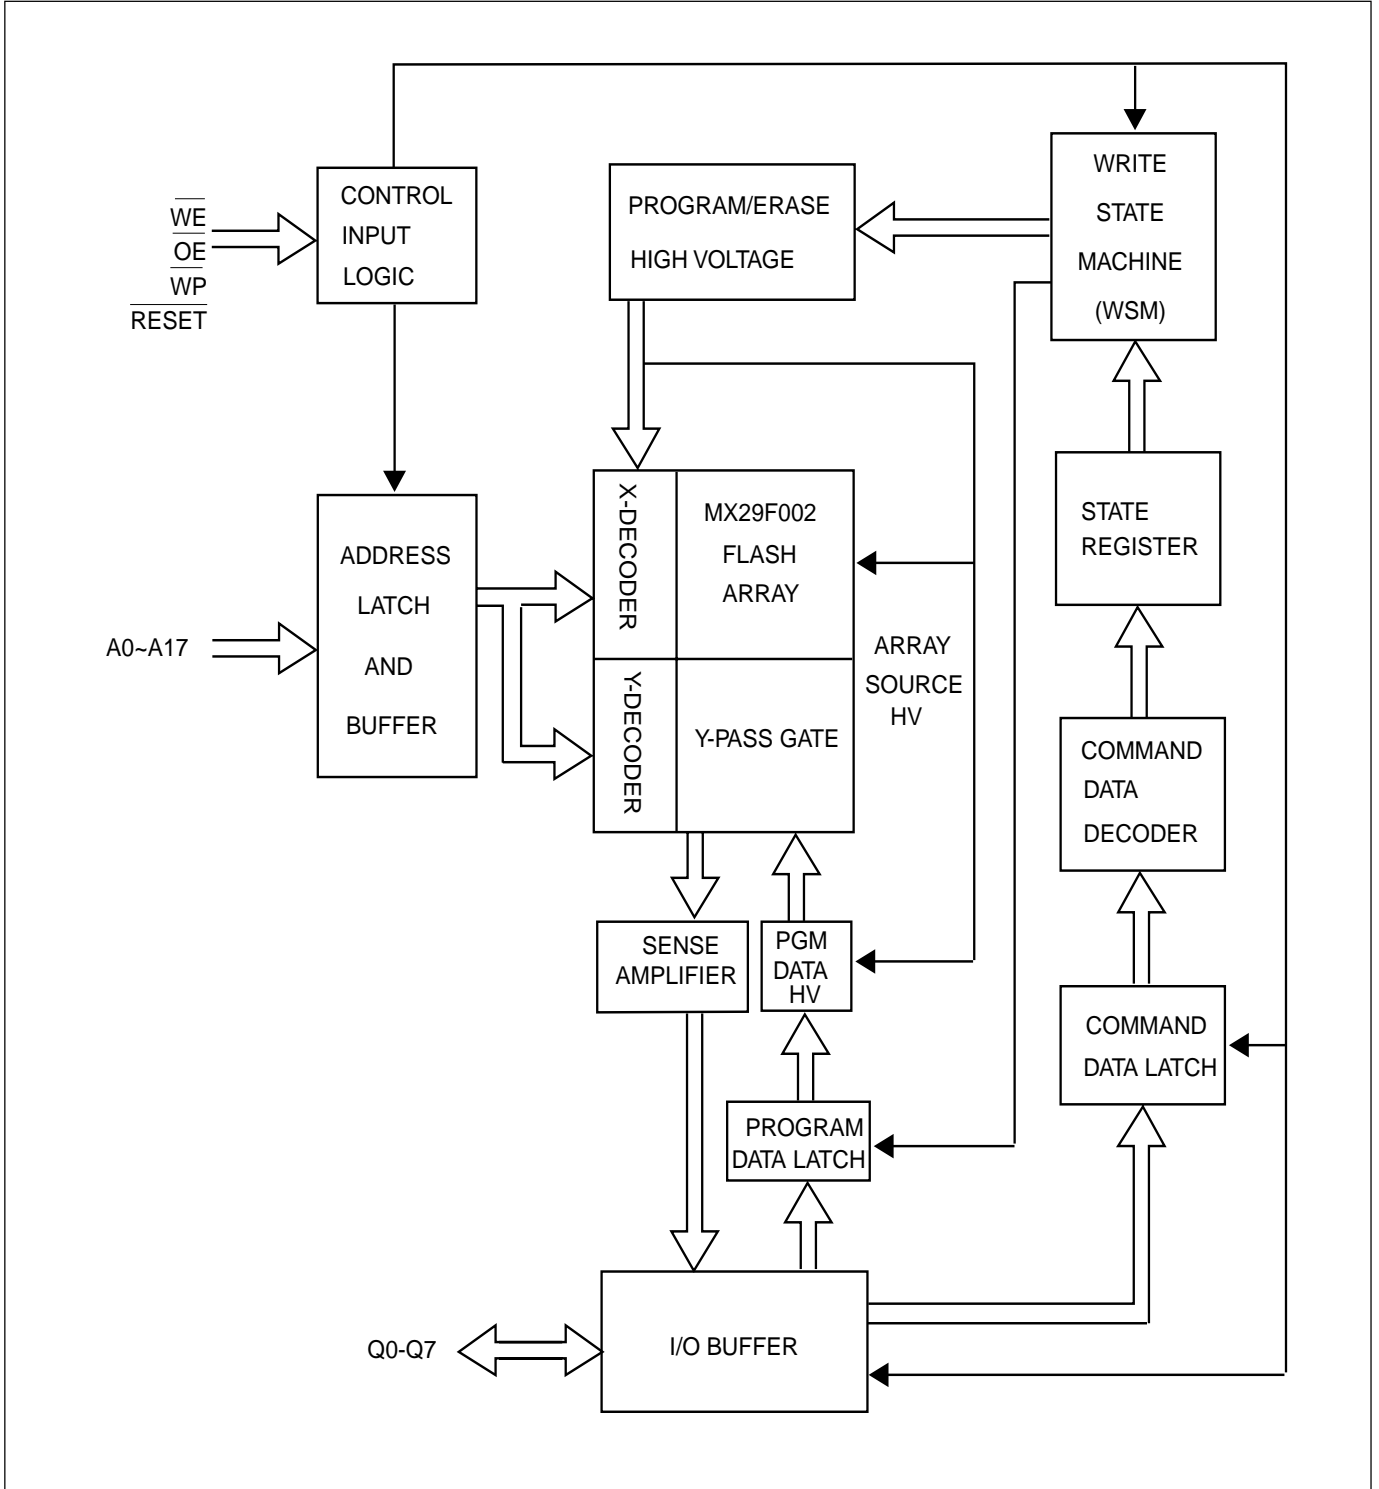 WE
OE
WP
RESET
CONTROL
INPUT
LOGIC
PROGRAM/ERASE
HIGH VOLTAGE
WRITE
STATE
MACHINE
(WSM)
A0~A17
ADDRESS
LATCH
AND
BUFFER
X-DECODER
MX29F002
FLASH
ARRAY
Y-DECODER
Y-PASS GATE
ARRAY
SOURCE
HV
STATE
REGISTER
COMMAND
DATA
DECODER
SENSE
AMPLIFIER
PGM
DATA
HV
COMMAND
DATA LATCH
PROGRAM
DATA LATCH
Q0-Q7
I/O BUFFER